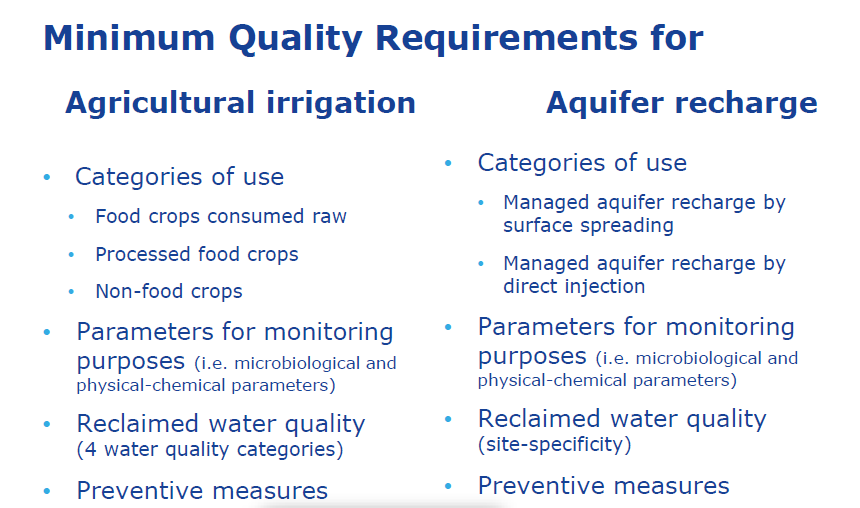 Minimum Quality Requirements for
Agricultural irrigation
• Categories of use
• Food crops consumed raw
• Processed food crops
• Non-food crops
• Parameters for monitoring
purposes (i.e. microbiological and
physical-chemical parameters)
• Reclaimed water quality
(4 water quality categories)
• Preventive measures
Aquifer recharge
• Categories of use
• Managed aquifer recharge by
surface spreading
• Managed aquifer recharge by
direct injection
• Parameters for monitoring
purposes (i.e. microbiological and
physical-chemical parameters)
• Reclaimed water quality
(site-specificity)
• Preventive measures